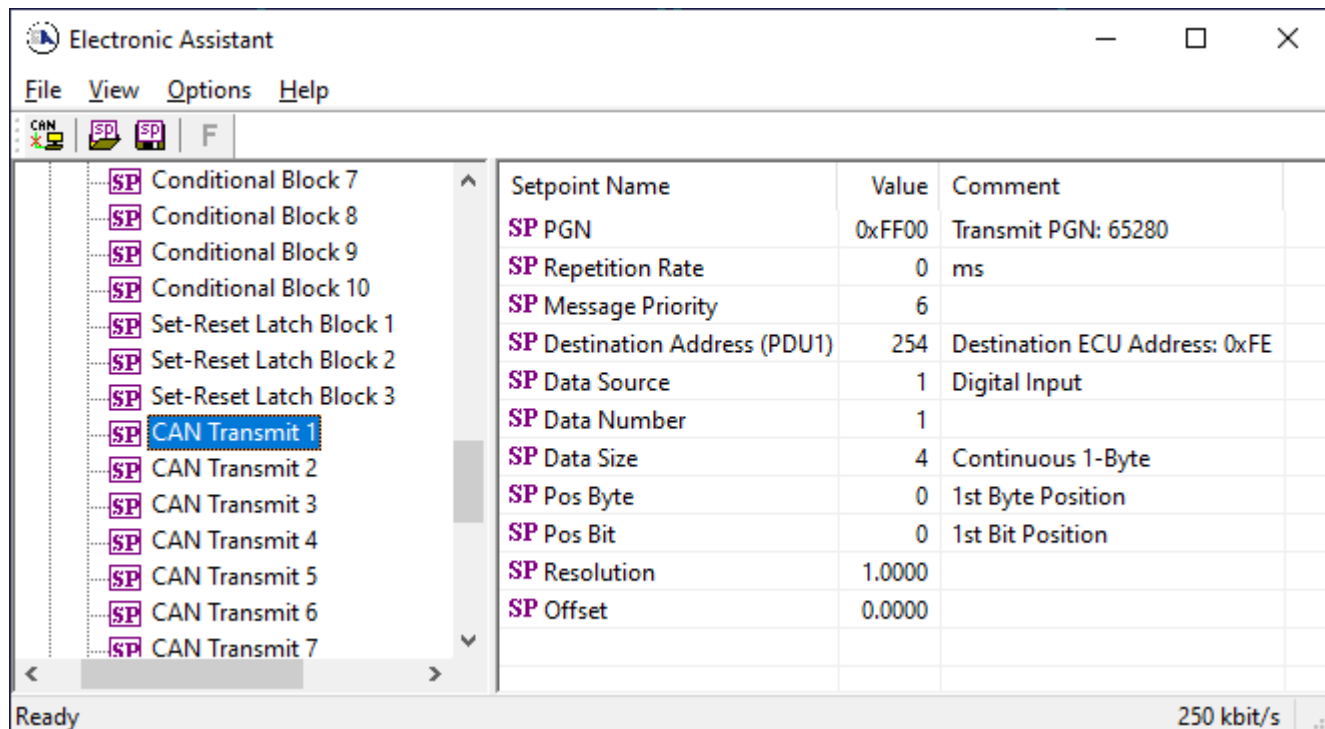 Electronic Assistant
File View Options Help
CAN SP SP F
SP Conditional Block 7
SP Conditional Block 8
SP Conditional Block 9
SP Conditional Block 10
SP Set-Reset Latch Block 1
SP Set-Reset Latch Block 2
SP Set-Reset Latch Block 3
SP CAN Transmit 1
SP CAN Transmit 2
SP CAN Transmit 3
SP CAN Transmit 4
SP CAN Transmit 5
SP CAN Transmit 6
SP CAN Transmit 7
Setpoint Name Value Comment
SP PGN 0xFF00 Transmit PGN: 65280
SP Repetition Rate 0 ms
SP Message Priority 6
SP Destination Address (PDU1) 254 Destination ECU Address: 0xFE
SP Data Source 1 Digital Input
SP Data Number 1
SP Data Size 4 Continuous 1-Byte
SP Pos Byte 0 1st Byte Position
SP Pos Bit 0 1st Bit Position
SP Resolution 1.0000
SP Offset 0.0000
Ready 250 kbit/s